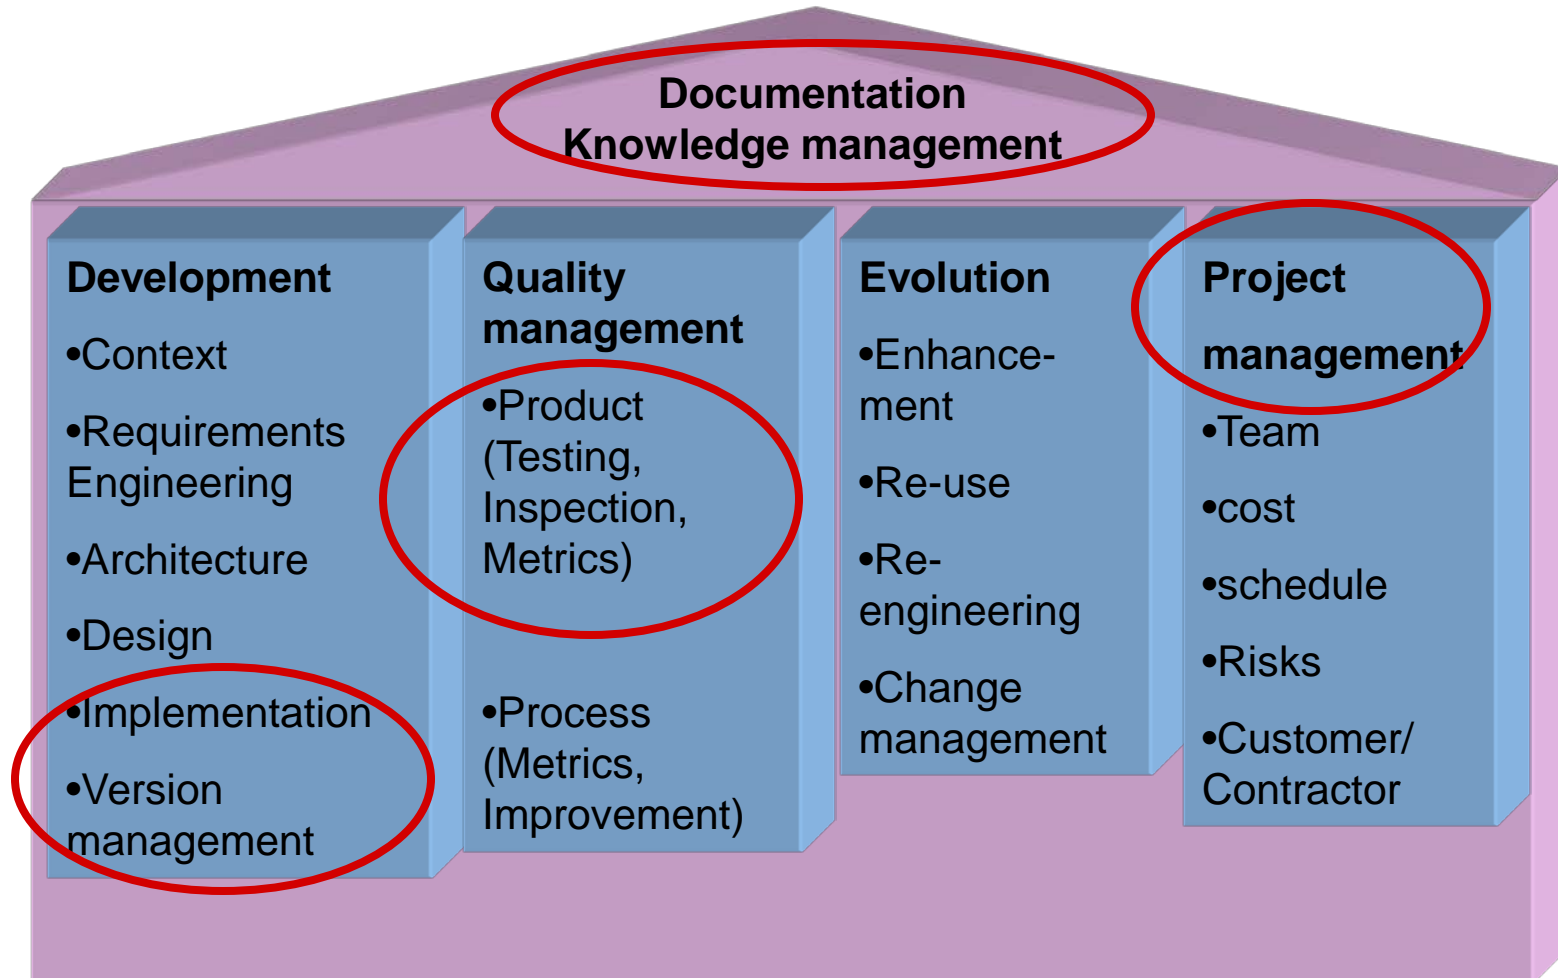 Documentation
Knowledge management
Development
•Context
•Requirements
Engineering
•Architecture
•Design
•Implementation
•Version
management
Quality
management
•Product
(Testing,
Inspection,
Metrics)
•Process
(Metrics,
Improvement)
Evolution
•Enhance-
ment
•Re-use
•Re-
engineering
•Change
management
Project
management
•Team
•cost
•schedule
•Risks
•Customer/
Contractor